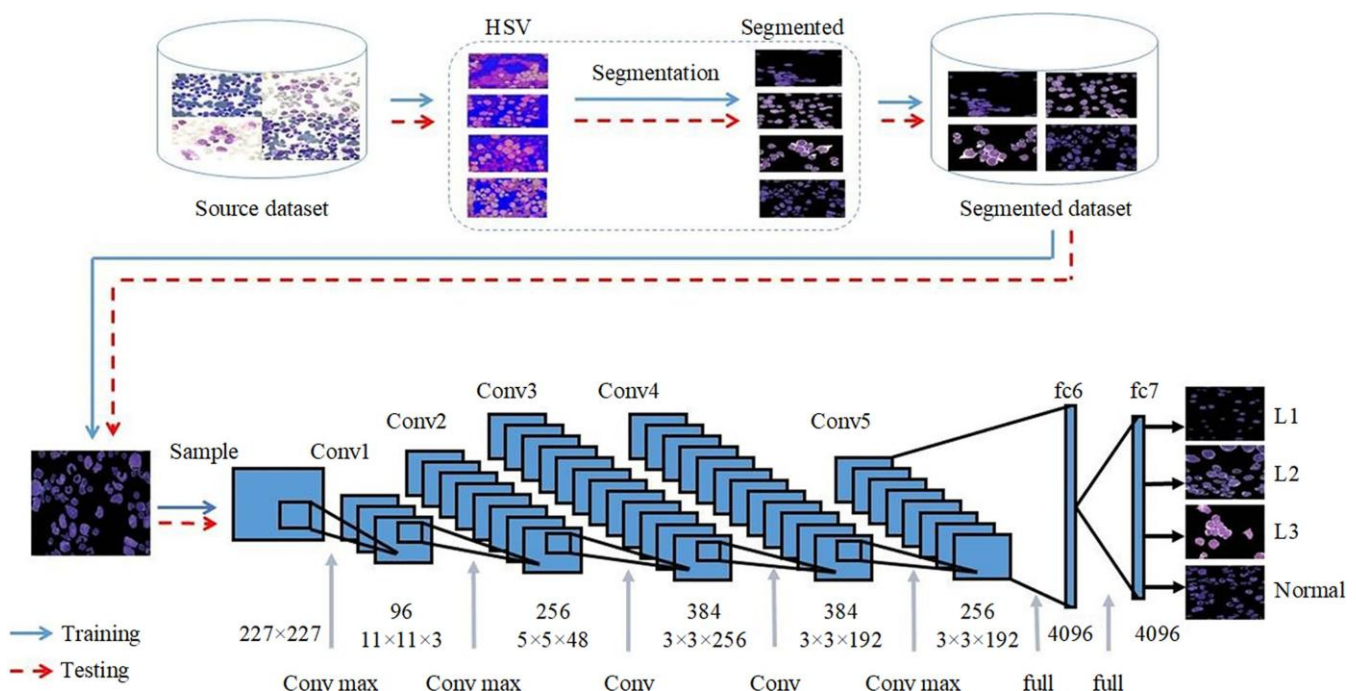 HSV
Segmented
Segmentation
Source dataset
Segmented dataset
Sample
Conv1
Conv2
Conv3
Conv4
Conv5
fc6
fc7
L1
L2
L3
Normal
227×227
96
11×11×3
256
5×5×48
384
3×3×256
384
3×3×192
256
3×3×192
4096
4096
Conv max
Conv max
Conv
Conv
Conv max
full
full
Training
Testing